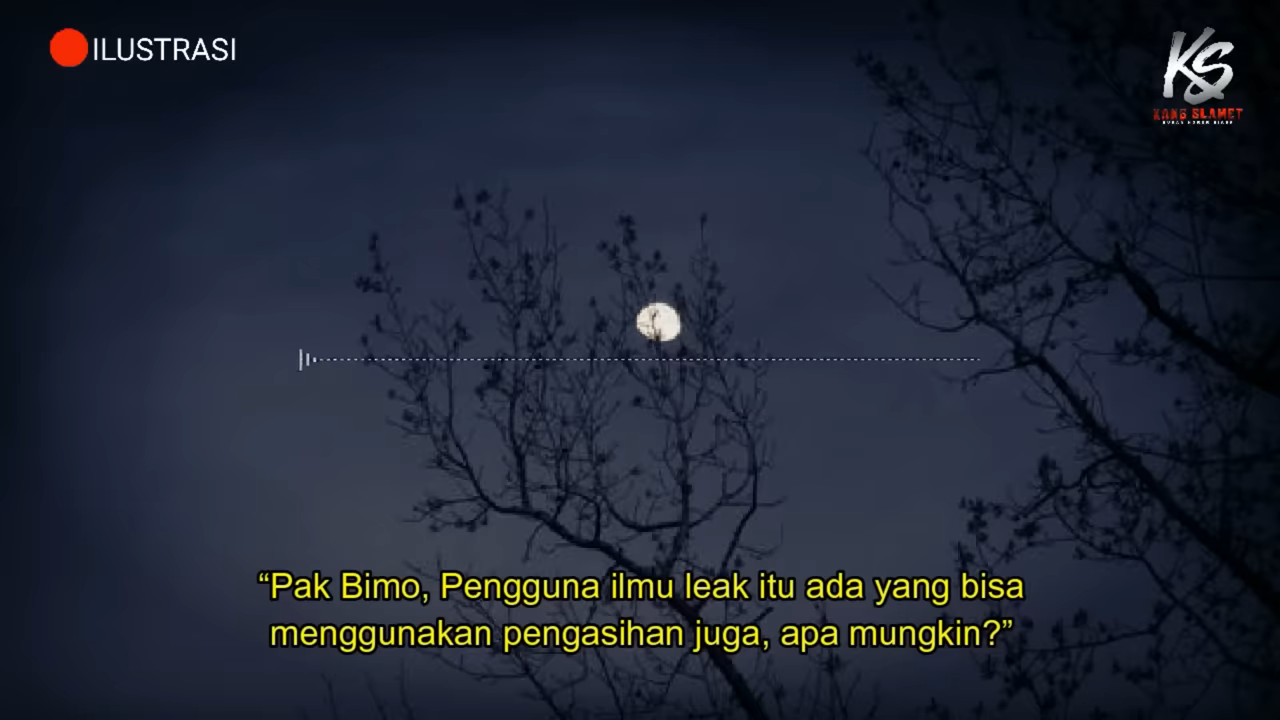 ILUSTRASI
KS
KANG SLAMET
“Pak Bimo, Pengguna ilmu leak itu ada yang bisa
menggunakan pengasihan juga, apa mungkin?”